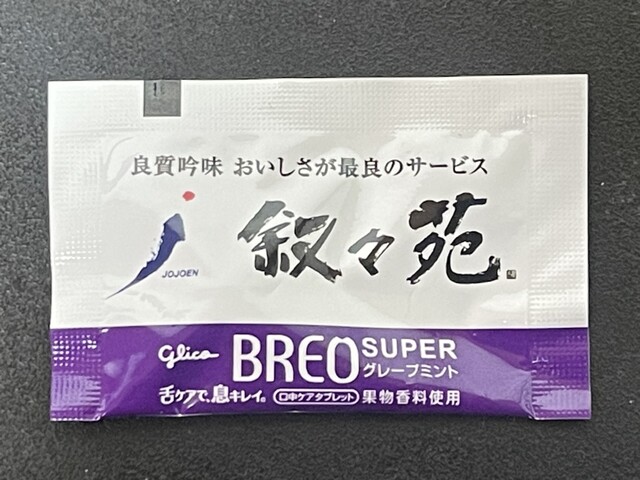 良質吟味 おいしさが最良のサービス
JOJOEN
叙々苑
glico BREO SUPER
グレープミント
舌ケアで、息キレイ。 口中ケアタブレット 果物香料使用